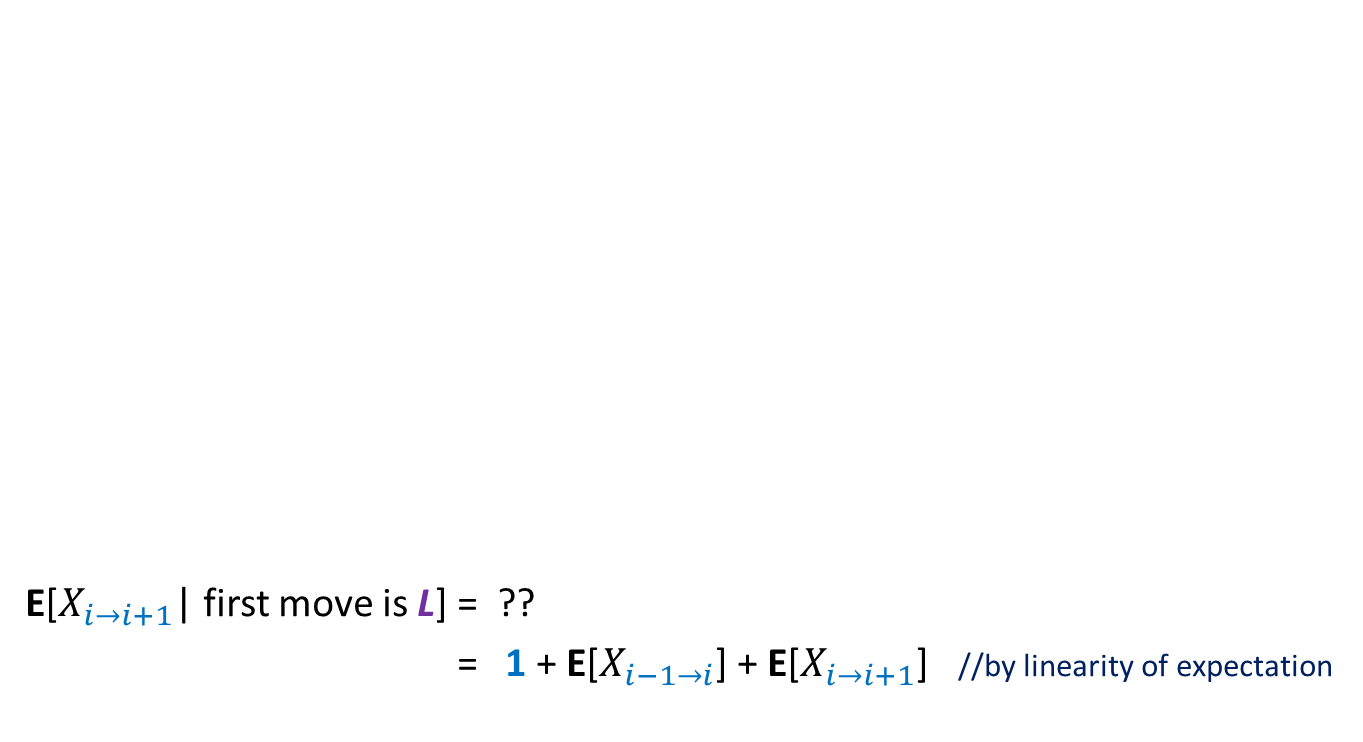 E[X_{i→i+1} | first move is L] = ??
= 1 + E[X_{i−1→i}] + E[X_{i→i+1}] //by linearity of expectation